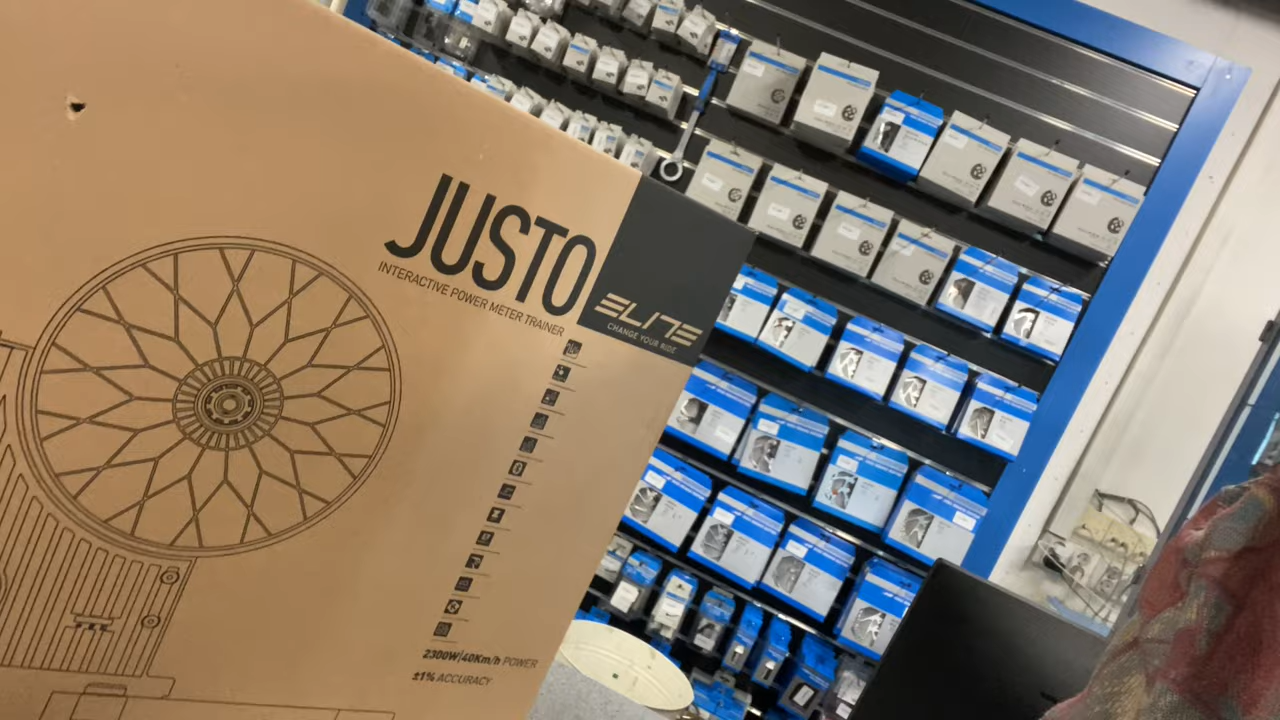 JUSTO
INTERACTIVE POWER METER TRAINER
ELITE
CHANGE YOUR RIDE
2300W|40Km/h POWER
±1% ACCURACY